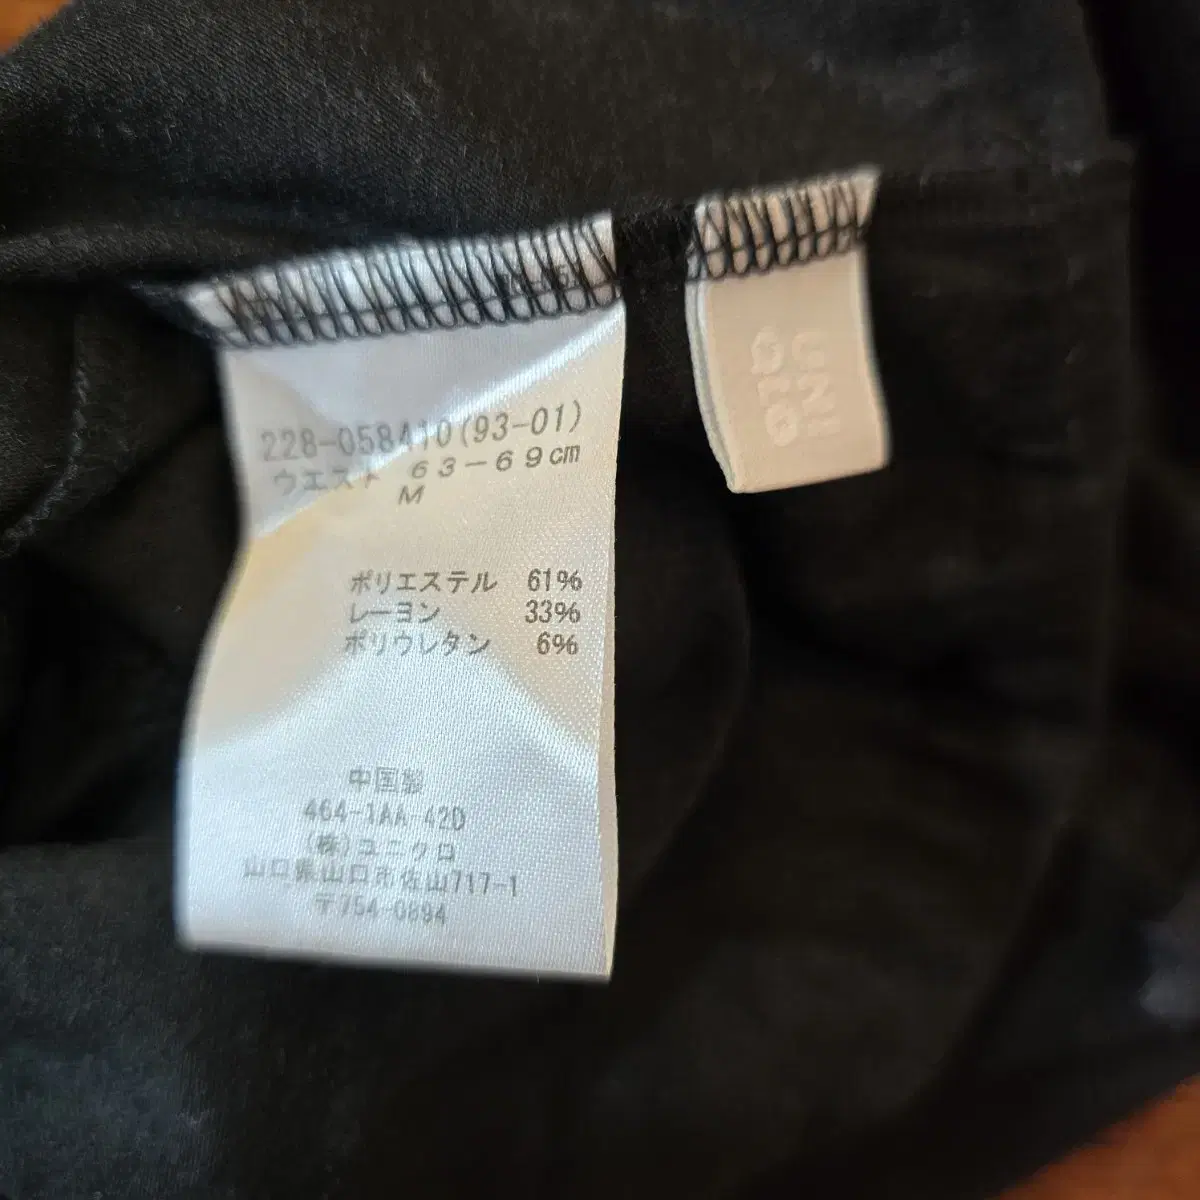 228-058410(93-01)
ウエスト 63-69cm
M
ポリエステル 61%
レーヨン 33%
ポリウレタン 6%
中国製
464-1AA-42D
(株)ユニクロ
山口県山口市佐山717-1
〒754-0894
UNI
QLO